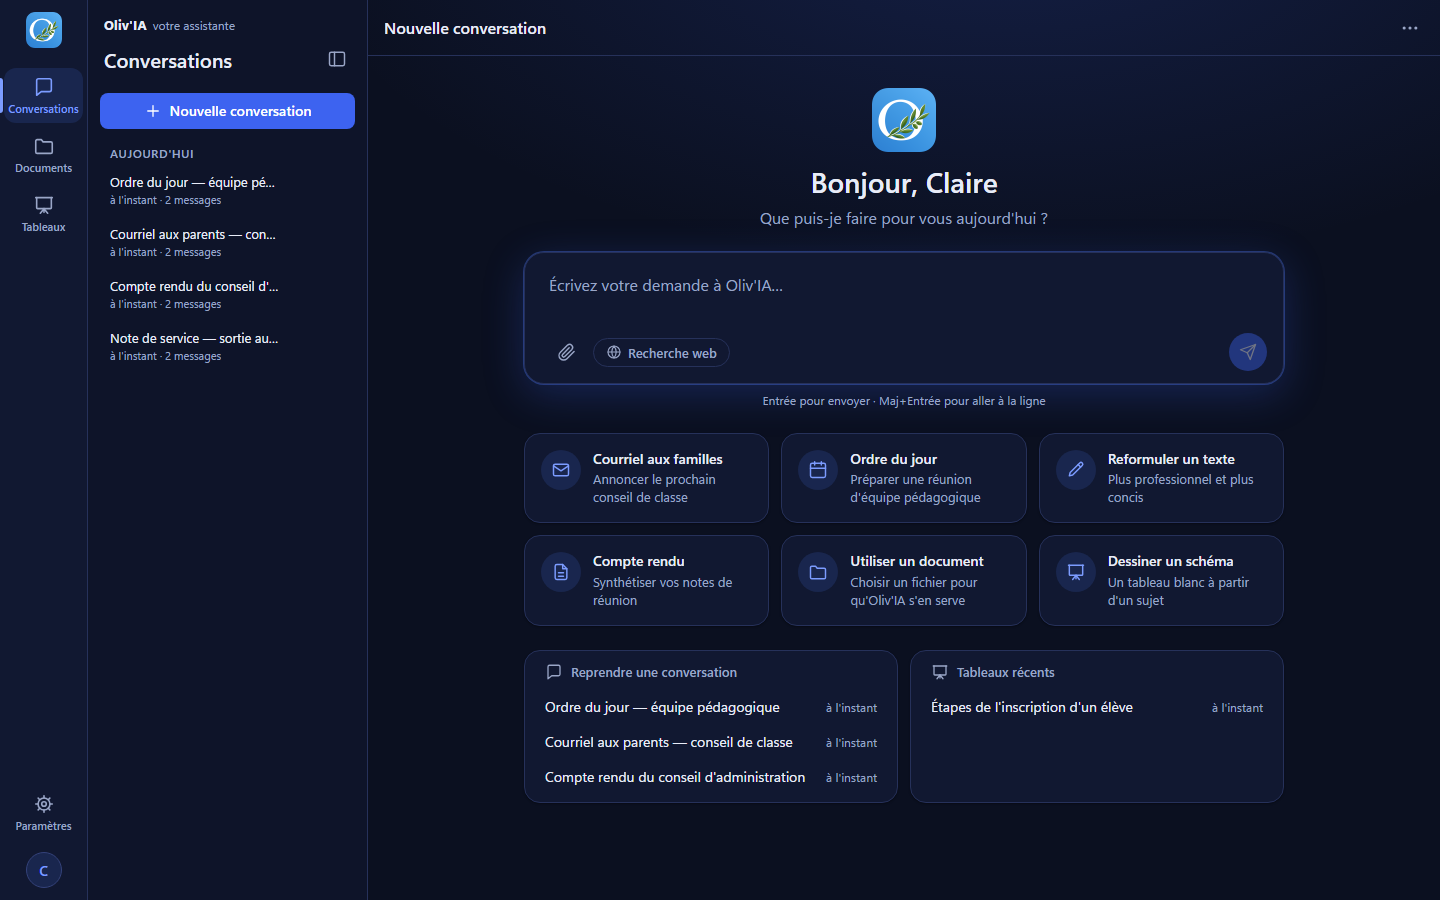 Conversations
Documents
Tableaux
Paramètres
C
Oliv'IA votre assistante
Conversations
Nouvelle conversation
AUJOURD'HUI
Ordre du jour — équipe pé...
à l'instant · 2 messages
Courriel aux parents — con...
à l'instant · 2 messages
Compte rendu du conseil d'...
à l'instant · 2 messages
Note de service — sortie au...
à l'instant · 2 messages
Nouvelle conversation
Bonjour, Claire
Que puis-je faire pour vous aujourd'hui ?
Écrivez votre demande à Oliv'IA...
Recherche web
Entrée pour envoyer · Maj+Entrée pour aller à la ligne
Courriel aux familles
Annoncer le prochain
conseil de classe
Ordre du jour
Préparer une réunion
d'équipe pédagogique
Reformuler un texte
Plus professionnel et plus
concis
Compte rendu
Synthétiser vos notes de
réunion
Utiliser un document
Choisir un fichier pour
qu'Oliv'IA s'en serve
Dessiner un schéma
Un tableau blanc à partir
d'un sujet
Reprendre une conversation
Ordre du jour — équipe pédagogique à l'instant
Courriel aux parents — conseil de classe à l'instant
Compte rendu du conseil d'administration à l'instant
Tableaux récents
Étapes de l'inscription d'un élève à l'instant